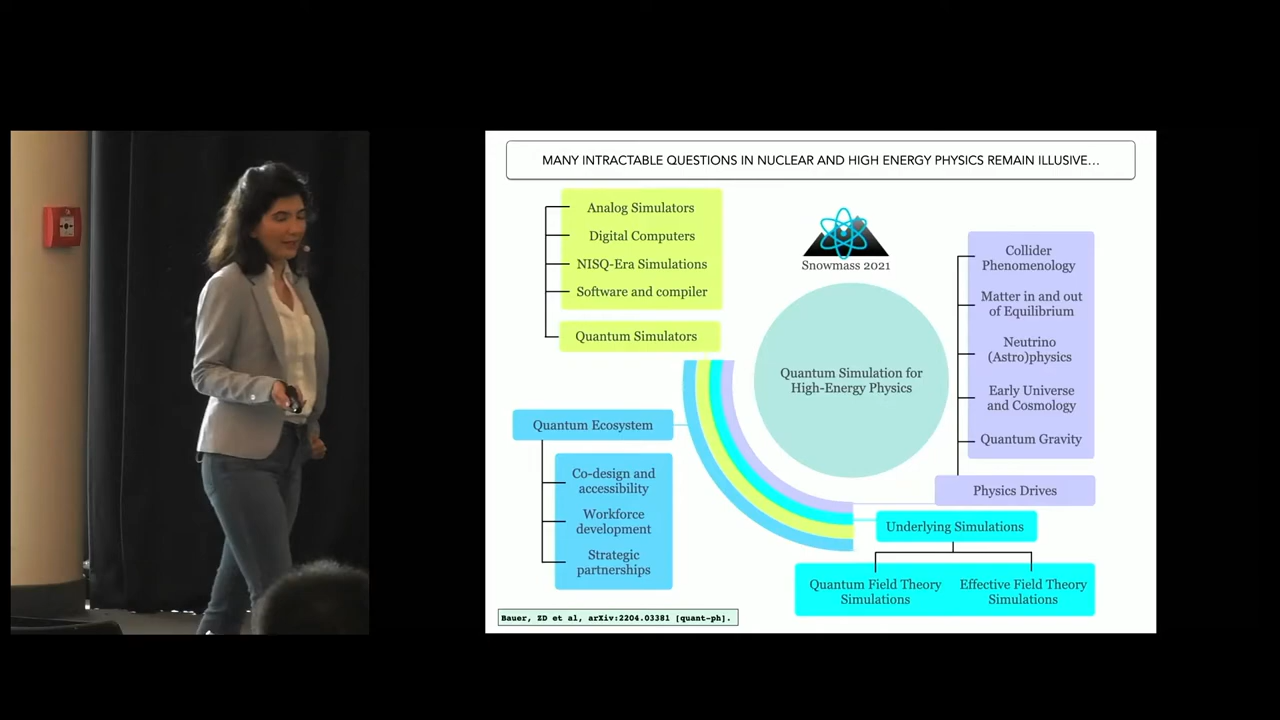 MANY INTRACTABLE QUESTIONS IN NUCLEAR AND HIGH ENERGY PHYSICS REMAIN ILLUSIVE...
Analog Simulators
Digital Computers
NISQ-Era Simulations
Software and compiler
Quantum Simulators
Snowmass 2021
Quantum Simulation for
High-Energy Physics
Collider
Phenomenology
Matter in and out
of Equilibrium
Neutrino
(Astro)physics
Early Universe
and Cosmology
Quantum Gravity
Physics Drives
Quantum Ecosystem
Co-design and
accessibility
Workforce
development
Strategic
partnerships
Underlying Simulations
Quantum Field Theory
Simulations
Effective Field Theory
Simulations
Bauer, ZD et al, arXiv:2204.03381 [quant-ph].